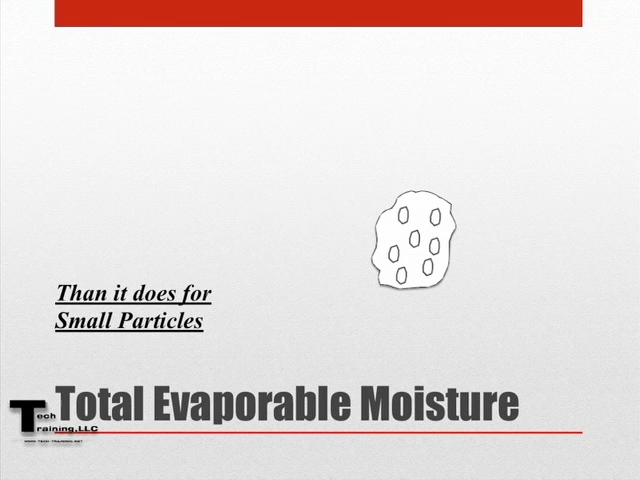 Than it does for
Small Particles
Total Evaporable Moisture
Tech
Training,LLC
WWW.TECH-TRAINING.NET